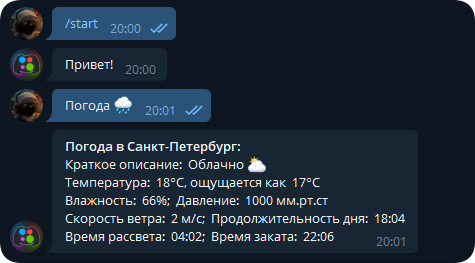 /start 20:00
Привет! 20:00
Погода 🌧 20:01
Погода в Санкт-Петербург:
Краткое описание: Облачно 🌥
Температура: 18°C, ощущается как 17°C
Влажность: 66%; Давление: 1000 мм.рт.ст
Скорость ветра: 2 м/с; Продолжительность дня: 18:04
Время рассвета: 04:02; Время заката: 22:06
20:01